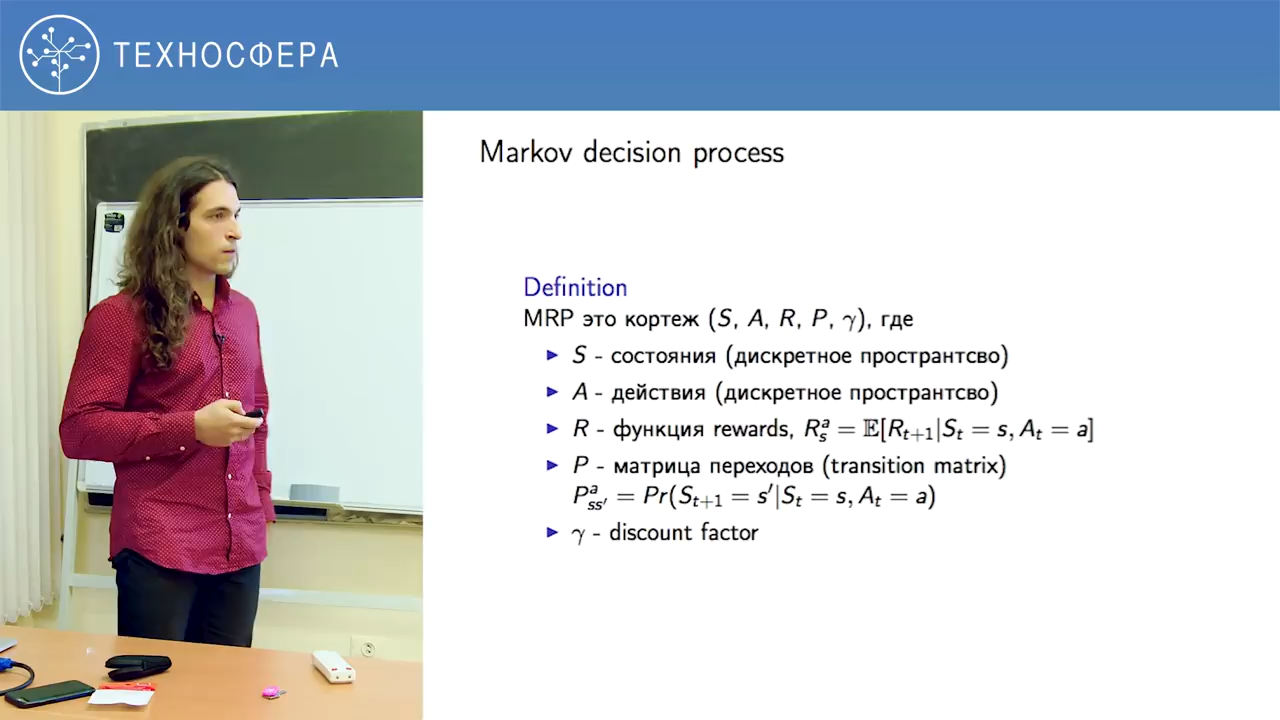 ТЕХНОСФЕРА
Markov decision process
Definition
MRP это кортеж (S, A, R, P, γ), где
▶ S - состояния (дискретное пространтсво)
▶ A - действия (дискретное пространтсво)
▶ R - функция rewards, R_s^a = 𝔼[R_{t+1}|S_t = s, A_t = a]
▶ P - матрица переходов (transition matrix)
P_{ss'}^a = Pr(S_{t+1} = s'|S_t = s, A_t = a)
▶ γ - discount factor